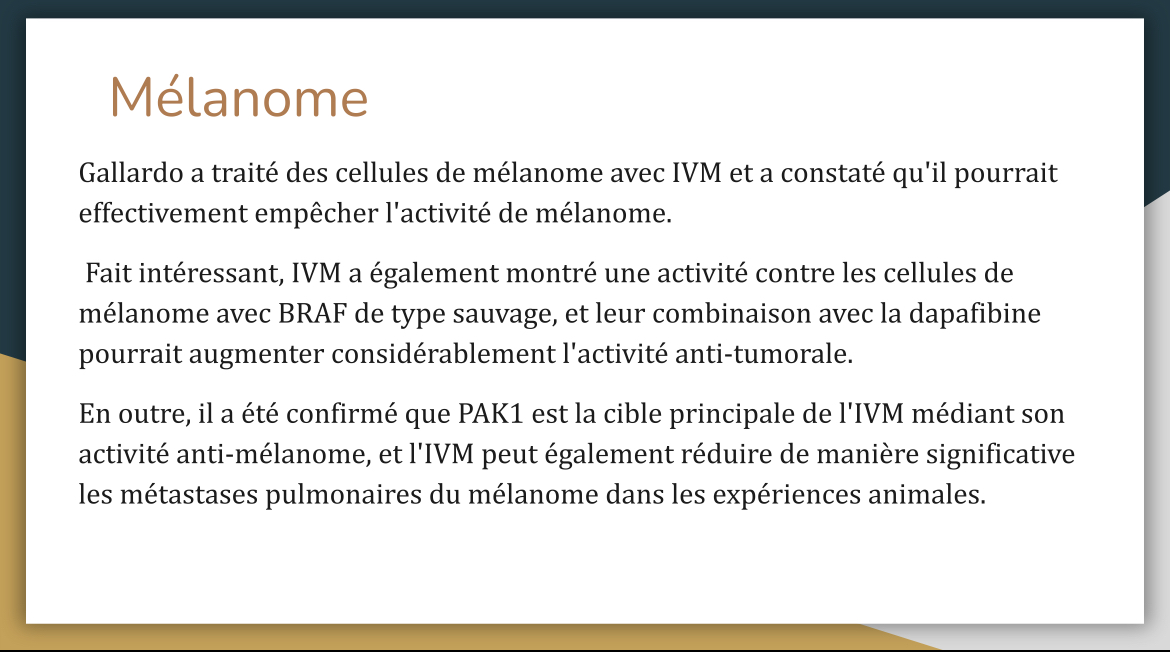 Mélanome
Gallardo a traité des cellules de mélanome avec IVM et a constaté qu'il pourrait
effectivement empêcher l'activité de mélanome.
Fait intéressant, IVM a également montré une activité contre les cellules de
mélanome avec BRAF de type sauvage, et leur combinaison avec la dapafibine
pourrait augmenter considérablement l'activité anti-tumorale.
En outre, il a été confirmé que PAK1 est la cible principale de l'IVM médiant son
activité anti-mélanome, et l'IVM peut également réduire de manière significative
les métastases pulmonaires du mélanome dans les expériences animales.